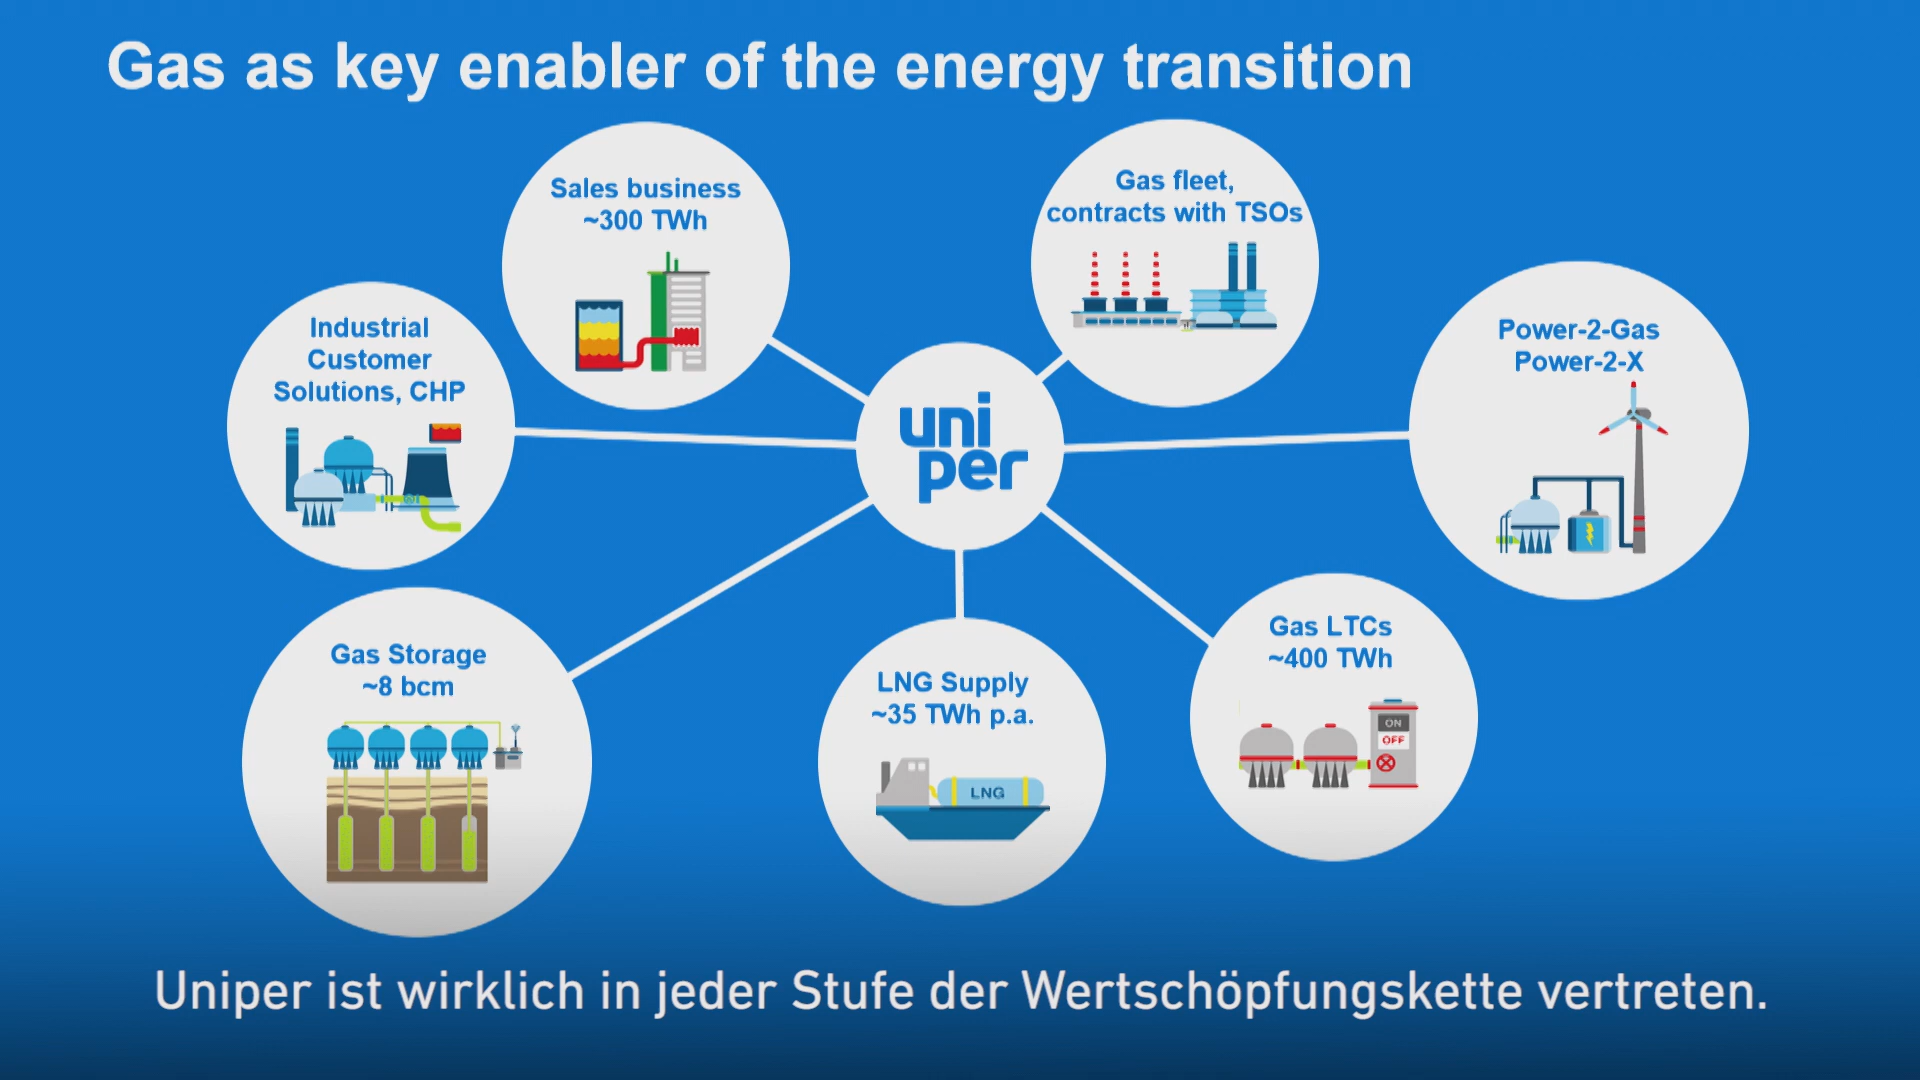 Gas as key enabler of the energy transition
Sales business
~300 TWh
Gas fleet,
contracts with TSOs
Industrial
Customer
Solutions, CHP
Power-2-Gas
Power-2-X
uni
per
Gas Storage
~8 bcm
LNG Supply
~35 TWh p.a.
LNG
Gas LTCs
~400 TWh
ON
OFF
Uniper ist wirklich in jeder Stufe der Wertschöpfungskette vertreten.